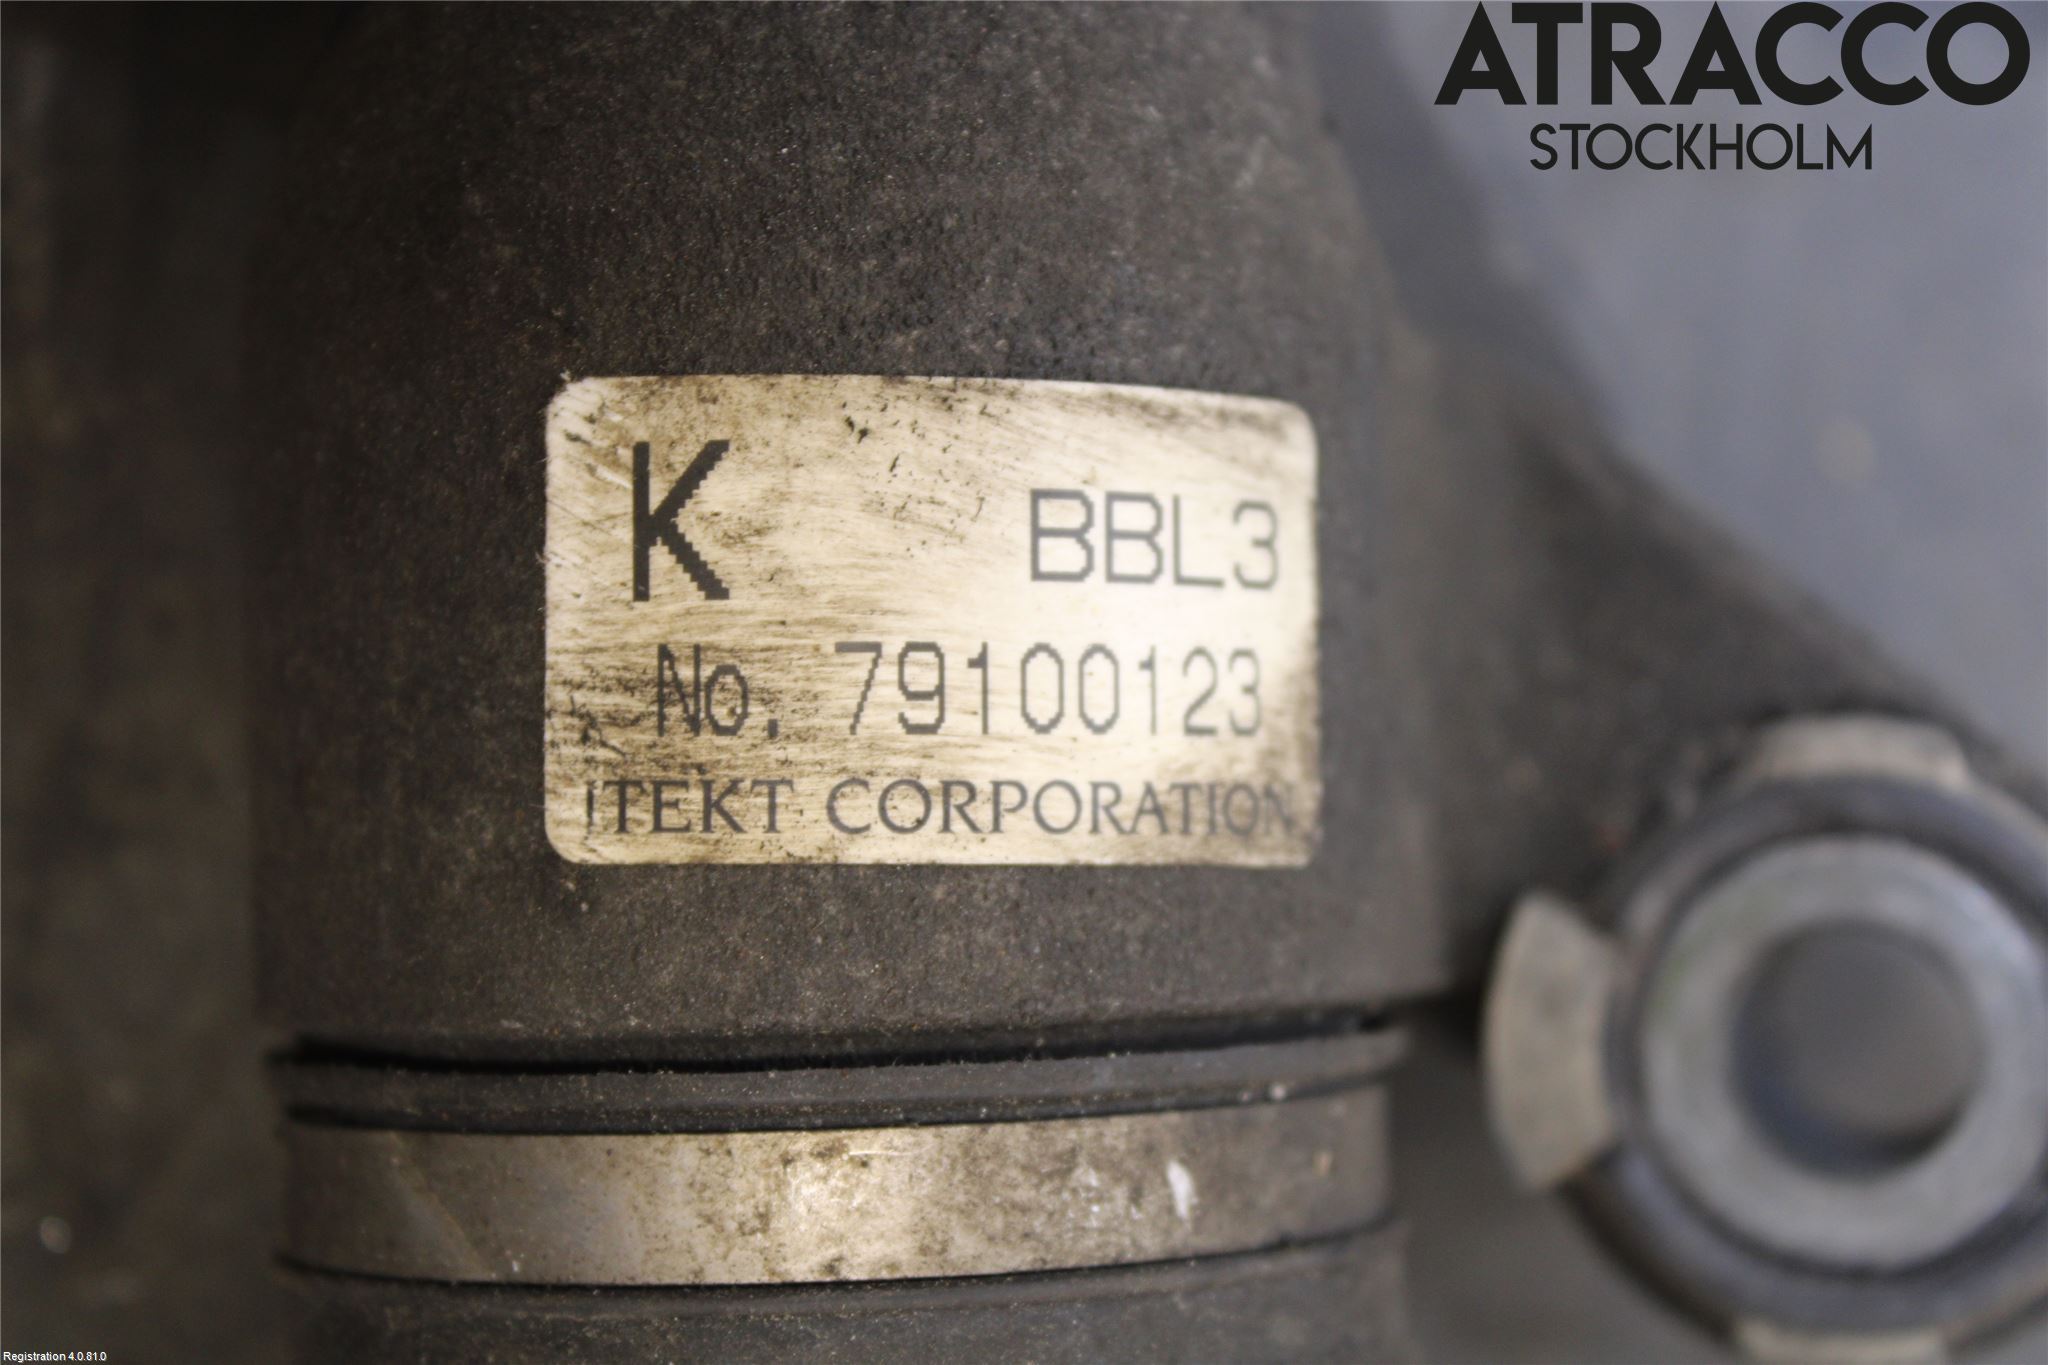 ATRACCO
STOCKHOLM
K BBL3
No. 79100123
JTEKT CORPORATION
Registration 4.0.81.0